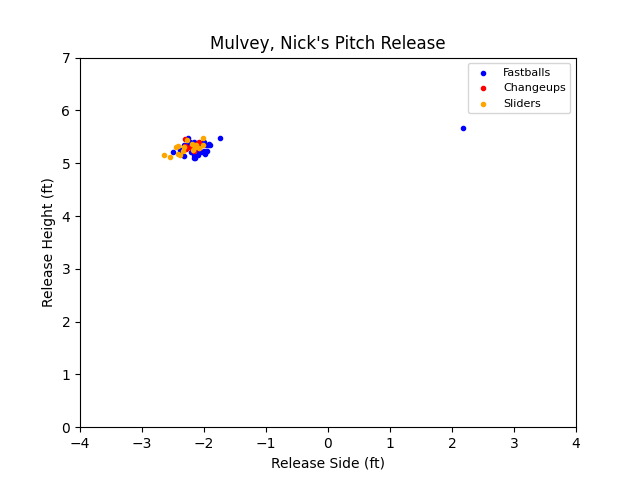 Mulvey, Nick's Pitch Release
Fastballs
Changeups
Sliders
7
6
5
4
3
2
1
0
Release Height (ft)
−4 −3 −2 −1 0 1 2 3 4
Release Side (ft)